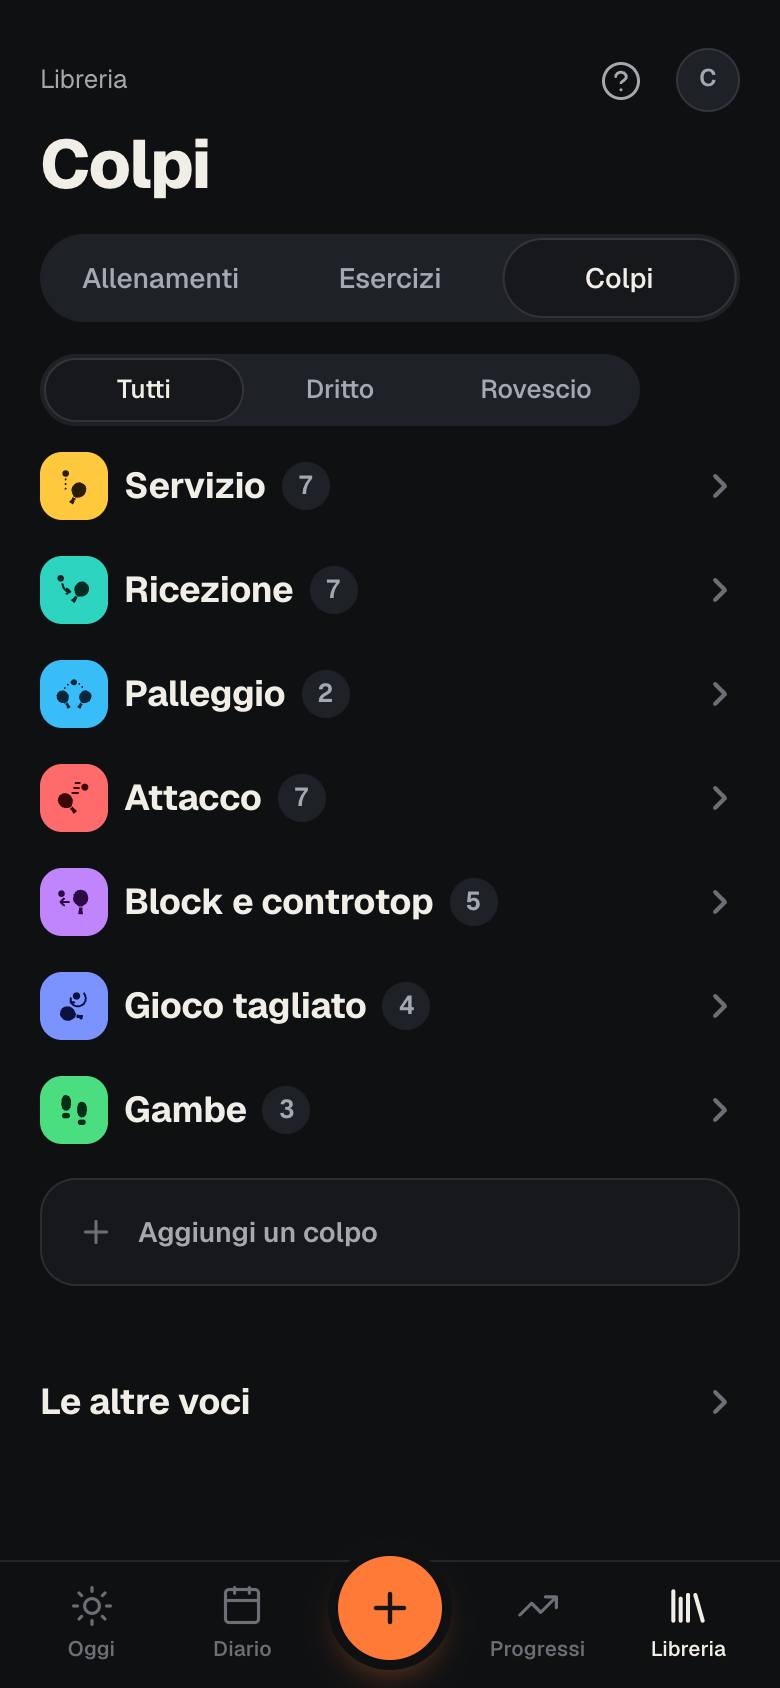 Libreria
C
Colpi
Allenamenti Esercizi Colpi
Tutti Dritto Rovescio
Servizio 7
Ricezione 7
Palleggio 2
Attacco 7
Block e controtop 5
Gioco tagliato 4
Gambe 3
Aggiungi un colpo
Le altre voci
Oggi Diario Progressi Libreria